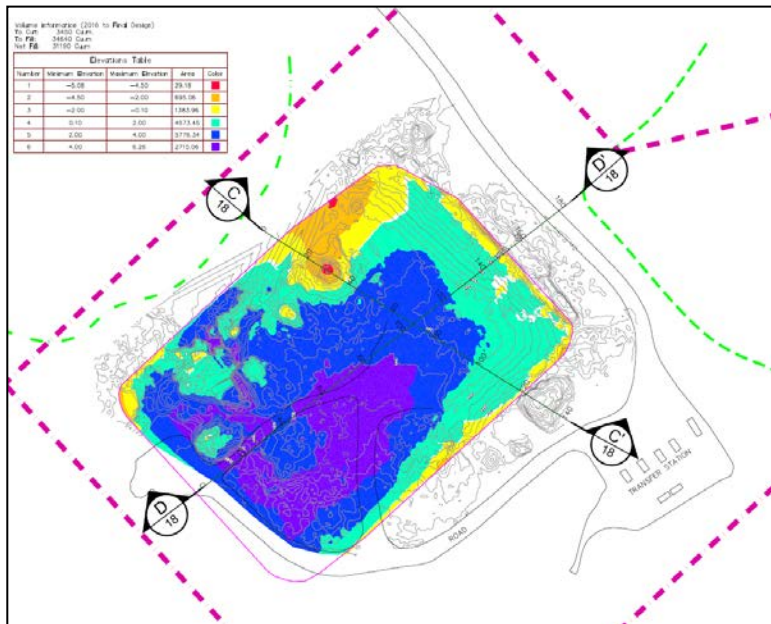 Volume information (2016 to Final Design)
To Cut: 3450 Cu.m.
To Fill: 34640 Cu.m
Net Fill: 31190 Cu.m
Elevations Table
Number Minimum Elevation Maximum Elevation Area Color
1 -5.08 -4.50 29.18
2 -4.50 -2.00 695.06
3 -2.00 -0.10 1383.96
4 0.10 2.00 4573.45
5 2.00 4.00 5776.34
6 4.00 6.26 2710.06
C
18
D'
18
C'
18
D
18
TRANSFER STATION
ROAD